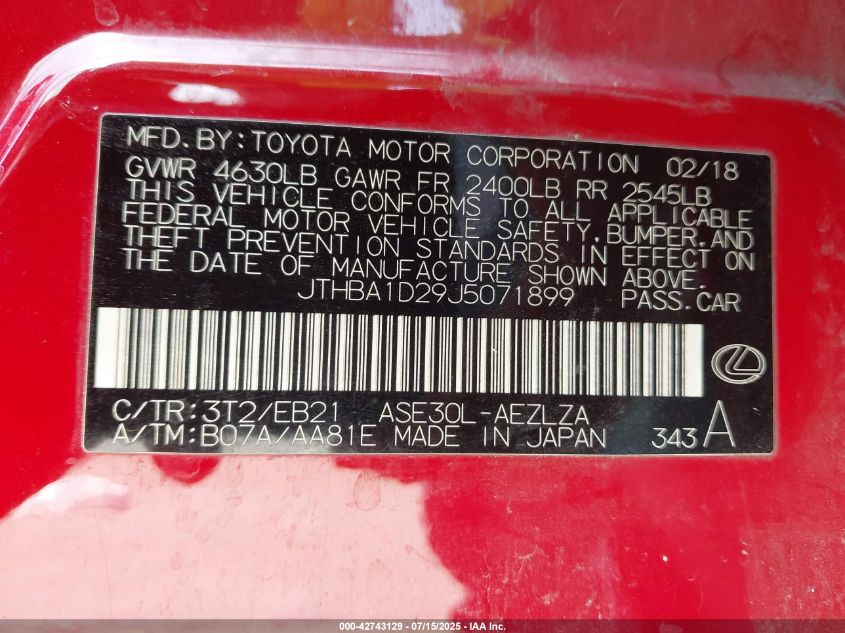 MFD. BY: TOYOTA MOTOR CORPORATION 02/18
GVWR 4630LB GAWR FR 2400LB RR 2545LB
THIS VEHICLE CONFORMS TO ALL APPLICABLE
FEDERAL MOTOR VEHICLE SAFETY, BUMPER, AND
THEFT PREVENTION STANDARDS IN EFFECT ON
THE DATE OF MANUFACTURE SHOWN ABOVE.
JTHBA1D29J5071899 PASS. CAR
C/TR: 3T2/EB21 ASE30L-AEZLZA
A/TM: B07A/AA81E MADE IN JAPAN 343 A
000-42743129 - 07/15/2025 - IAA Inc.